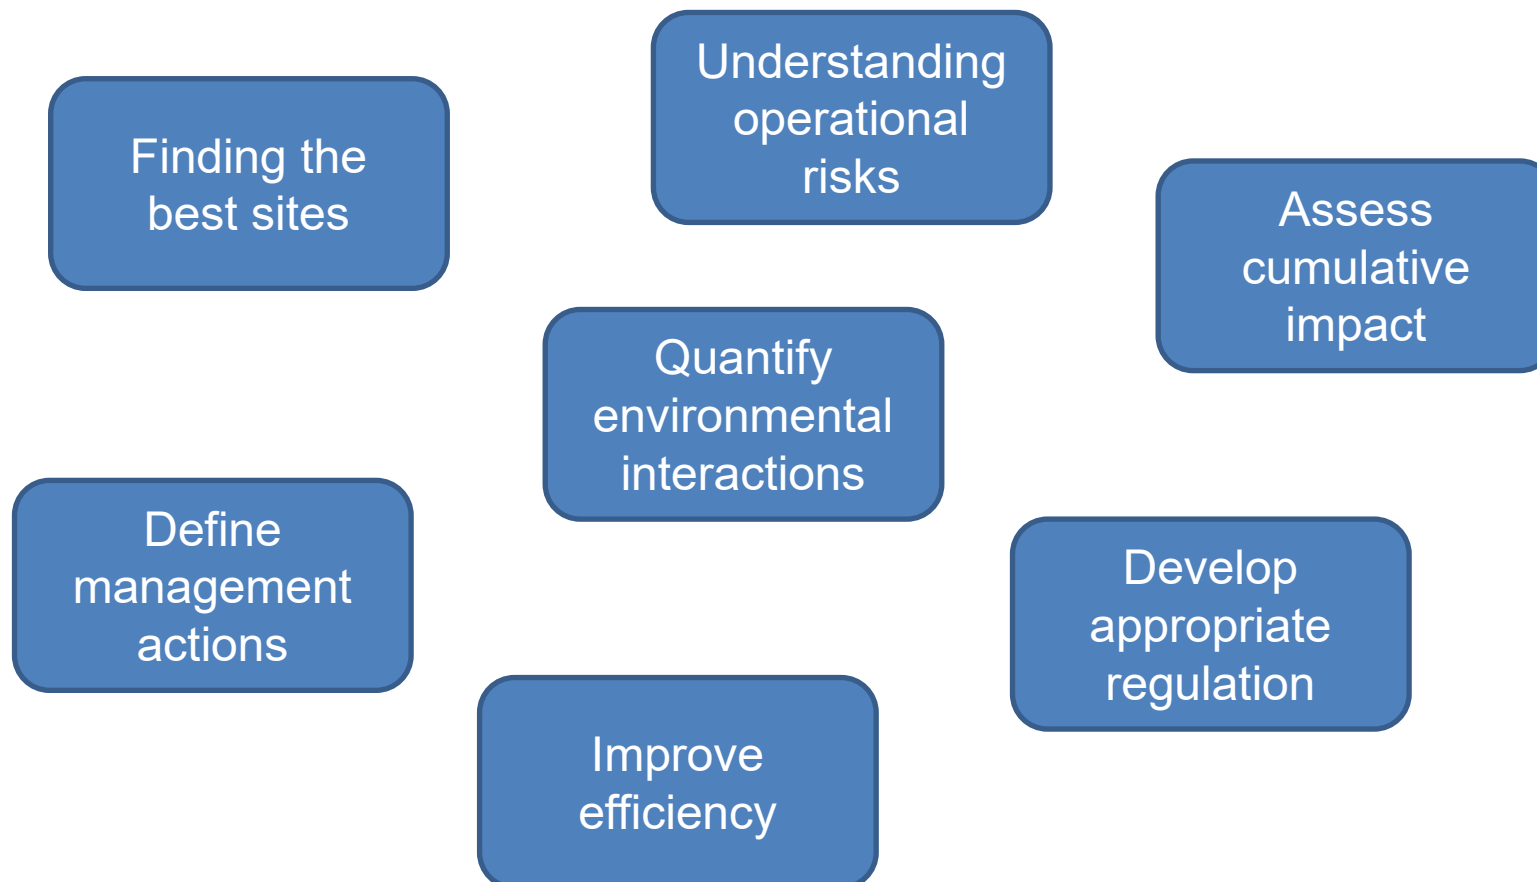 Understanding
operational
risks
Finding the
best sites
Assess
cumulative
impact
Quantify
environmental
interactions
Define
management
actions
Develop
appropriate
regulation
Improve
efficiency